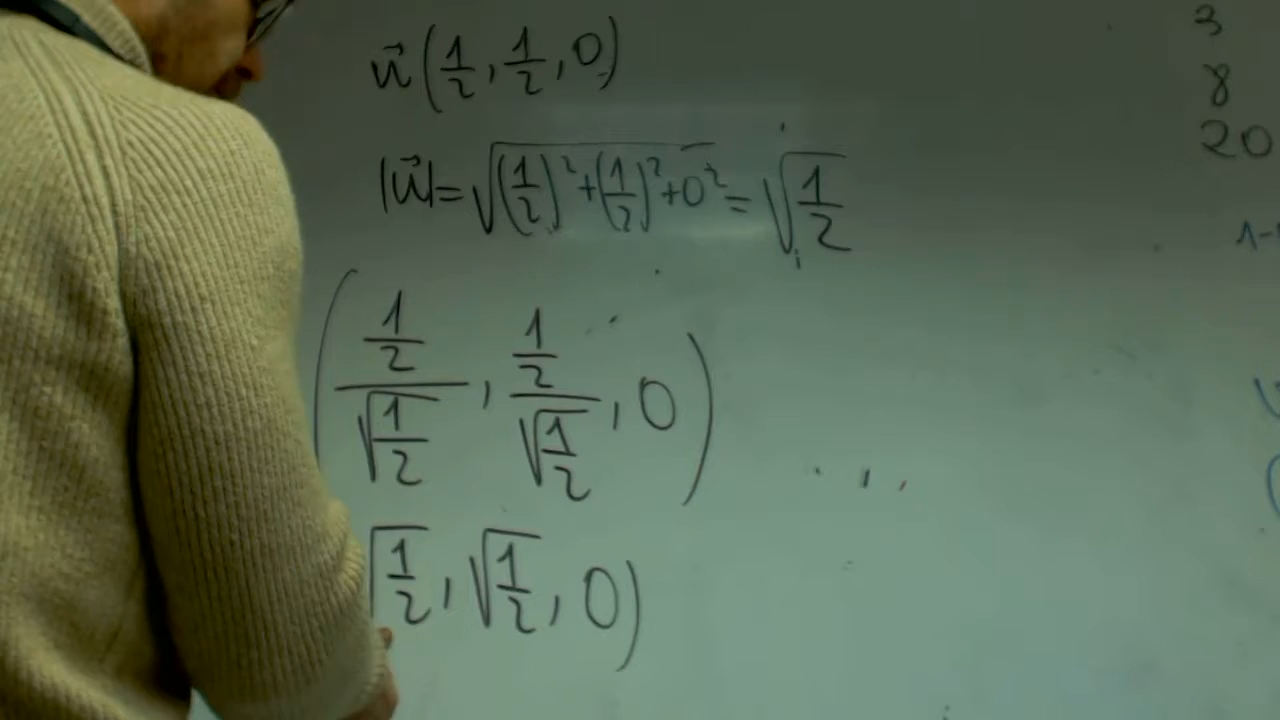 u⃗ (1/2, 1/2, 0)
|u⃗| = √((1/2)² + (1/2)² + 0²) = √(1/2)
((1/2)/√(1/2), (1/2)/√(1/2), 0)
√(1/2), √(1/2), 0)
3
8
20
1-